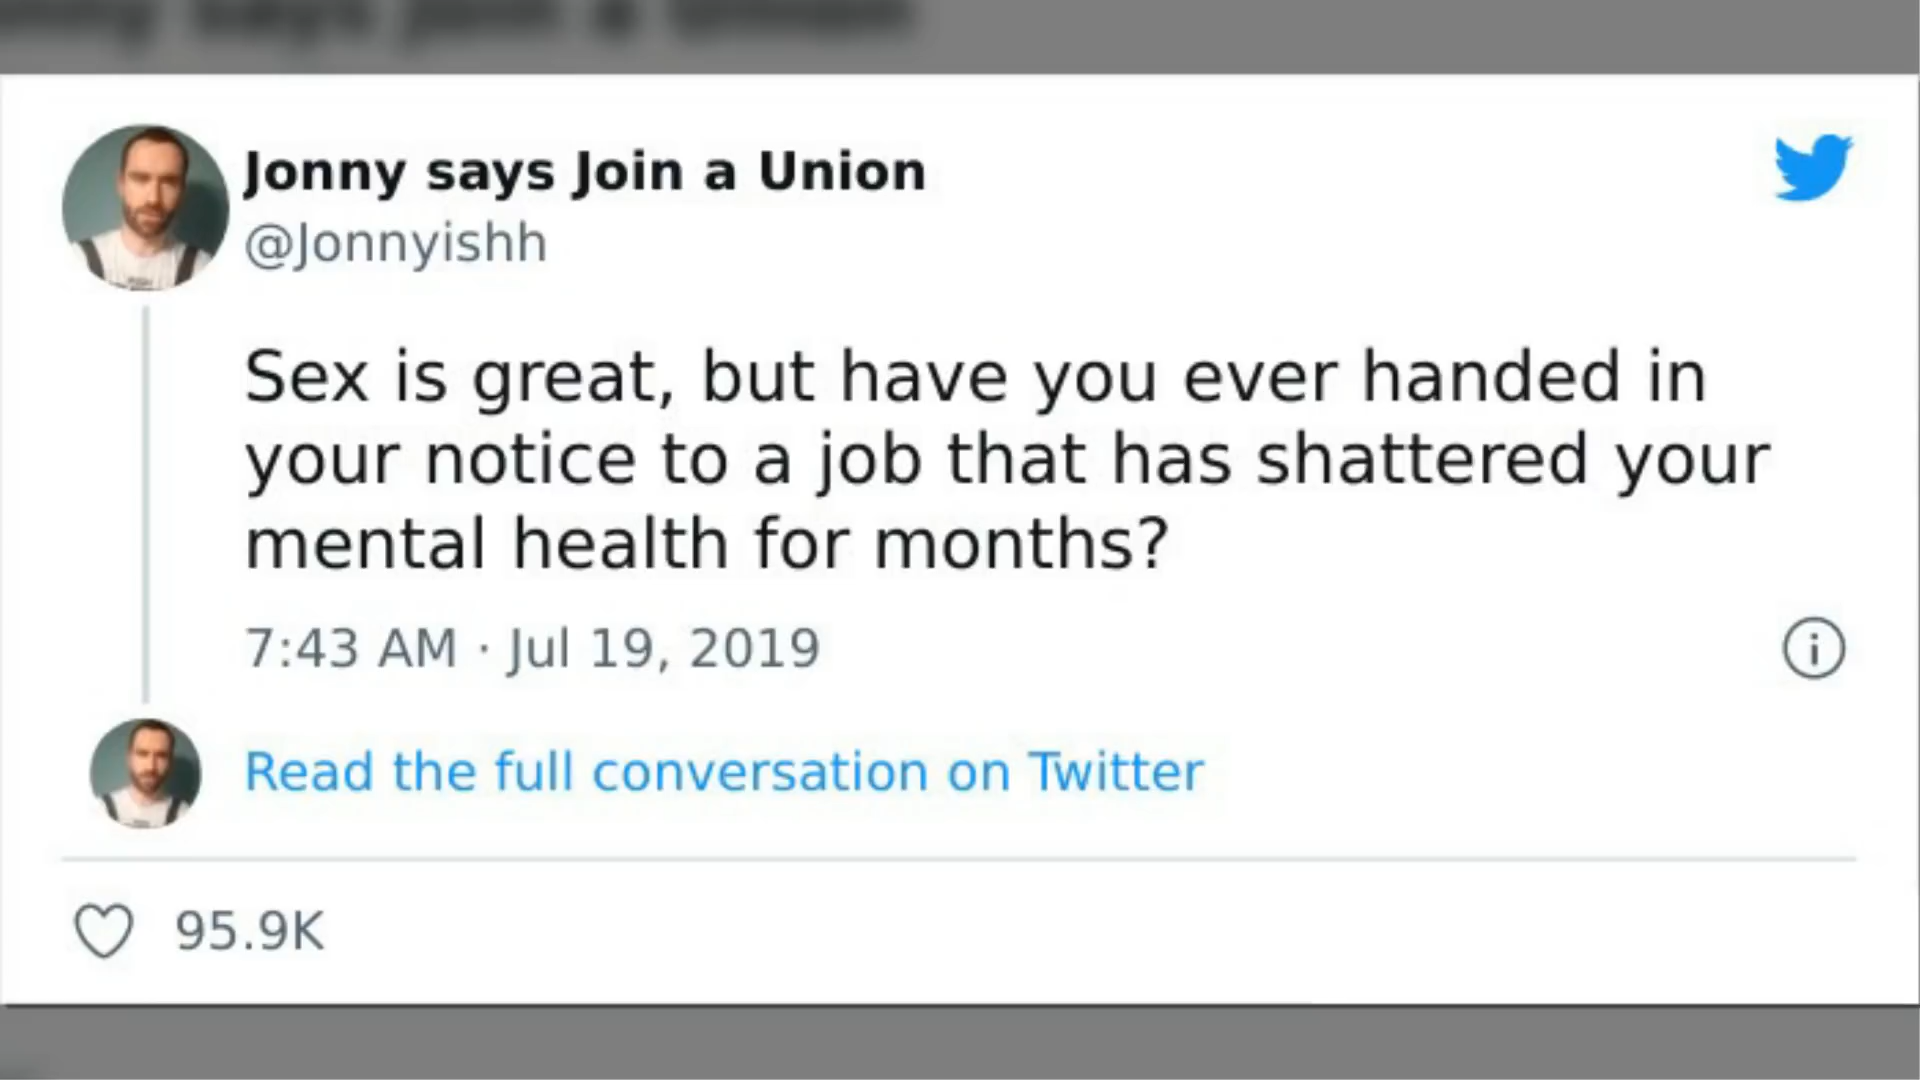 Jonny says Join a Union
@Jonnyishh
Sex is great, but have you ever handed in
your notice to a job that has shattered your
mental health for months?
7:43 AM · Jul 19, 2019
Read the full conversation on Twitter
95.9K